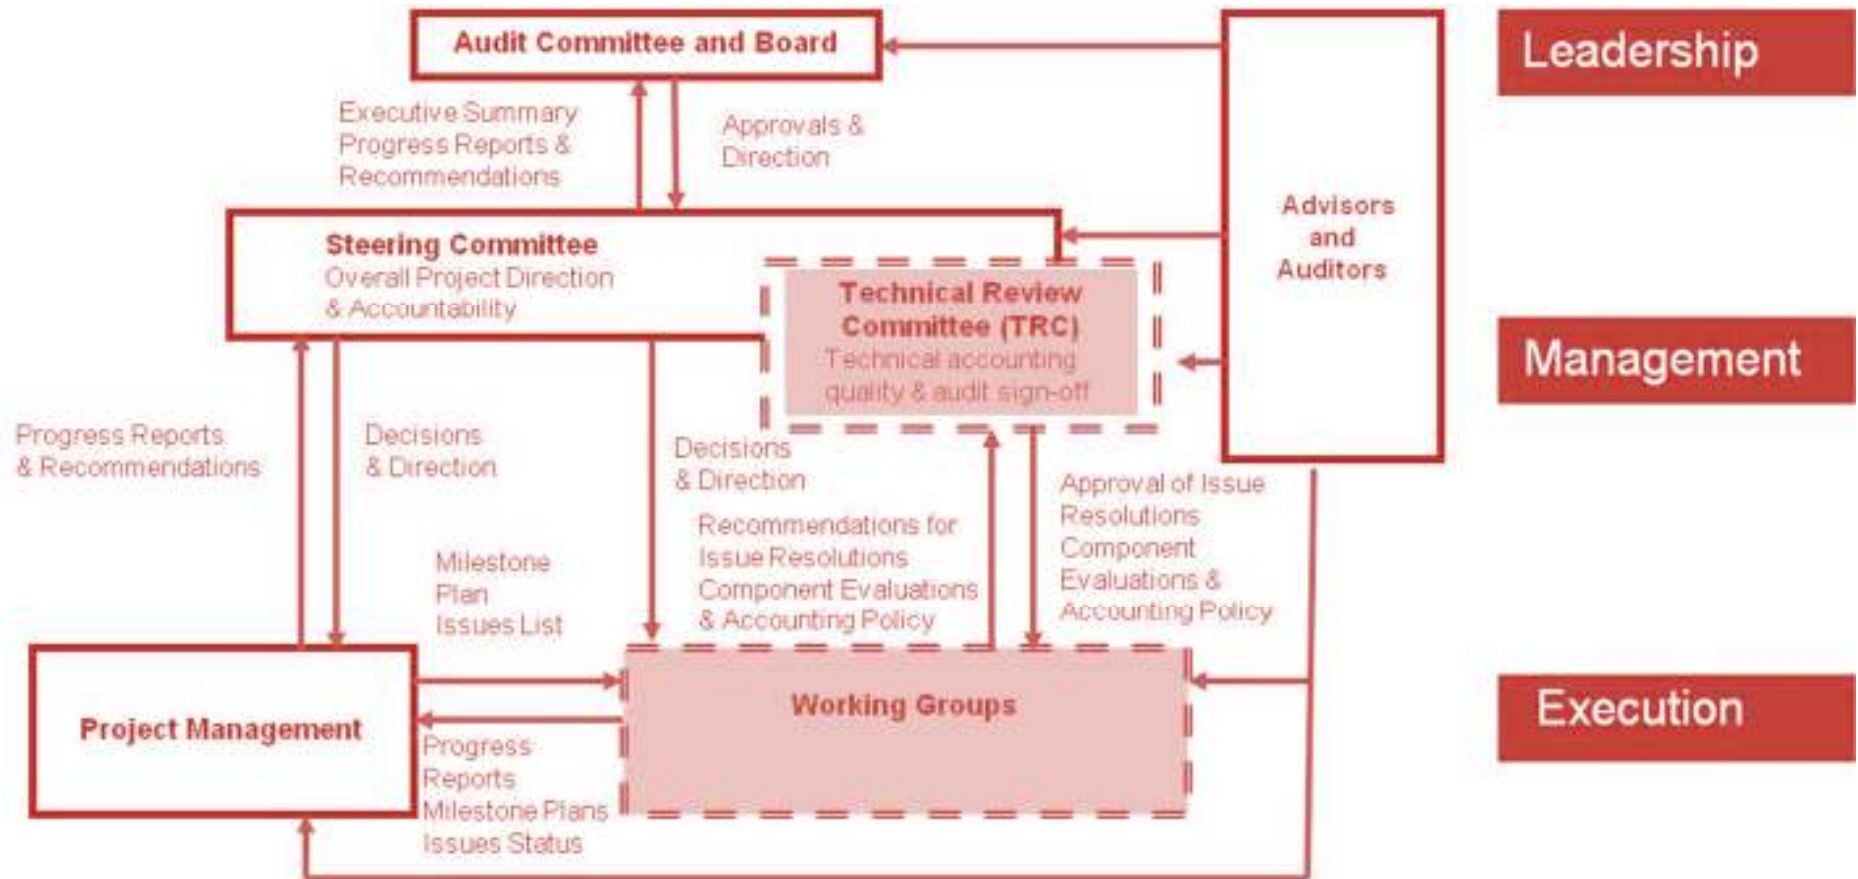 Audit Committee and Board
Leadership
Executive Summary
Progress Reports &
Recommendations
Approvals &
Direction
Advisors
and
Auditors
Steering Committee
Overall Project Direction
& Accountability
Technical Review
Committee (TRC)
Technical accounting
quality & audit sign-off
Management
Progress Reports
& Recommendations
Decisions
& Direction
Decisions
& Direction
Recommendations for
Issue Resolutions
Component Evaluations
& Accounting Policy
Approval of Issue
Resolutions
Component
Evaluations &
Accounting Policy
Milestone
Plan
Issues List
Project Management
Working Groups
Execution
Progress
Reports
Milestone Plans
Issues Status